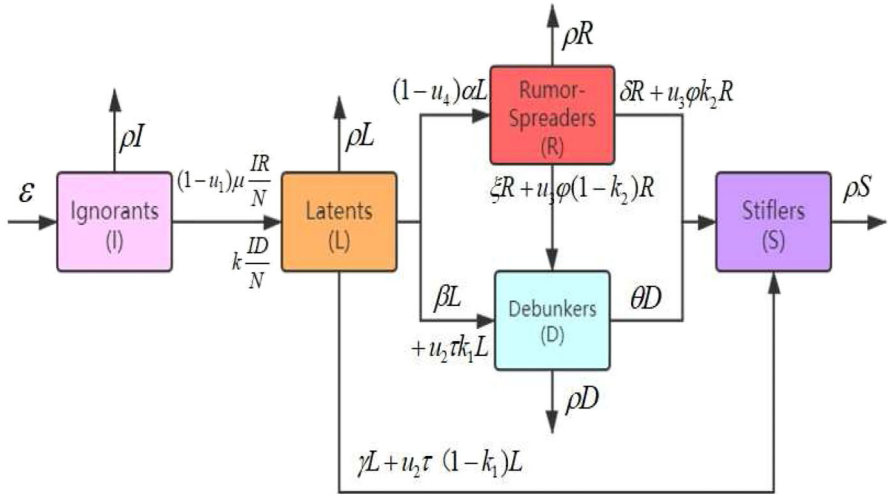 ρR
(1−u₄)αL
Rumor-
Spreaders
(R)
δR + u₃φk₂R
ρI
ρL
ε
Ignorants
(I)
(1−u₁)μ IR/N
k ID/N
Latents
(L)
ξR + u₃φ(1−k₂)R
Stiflers
(S)
ρS
βL
+ u₂τk₁L
Debunkers
(D)
θD
ρD
γL + u₂τ (1−k₁)L